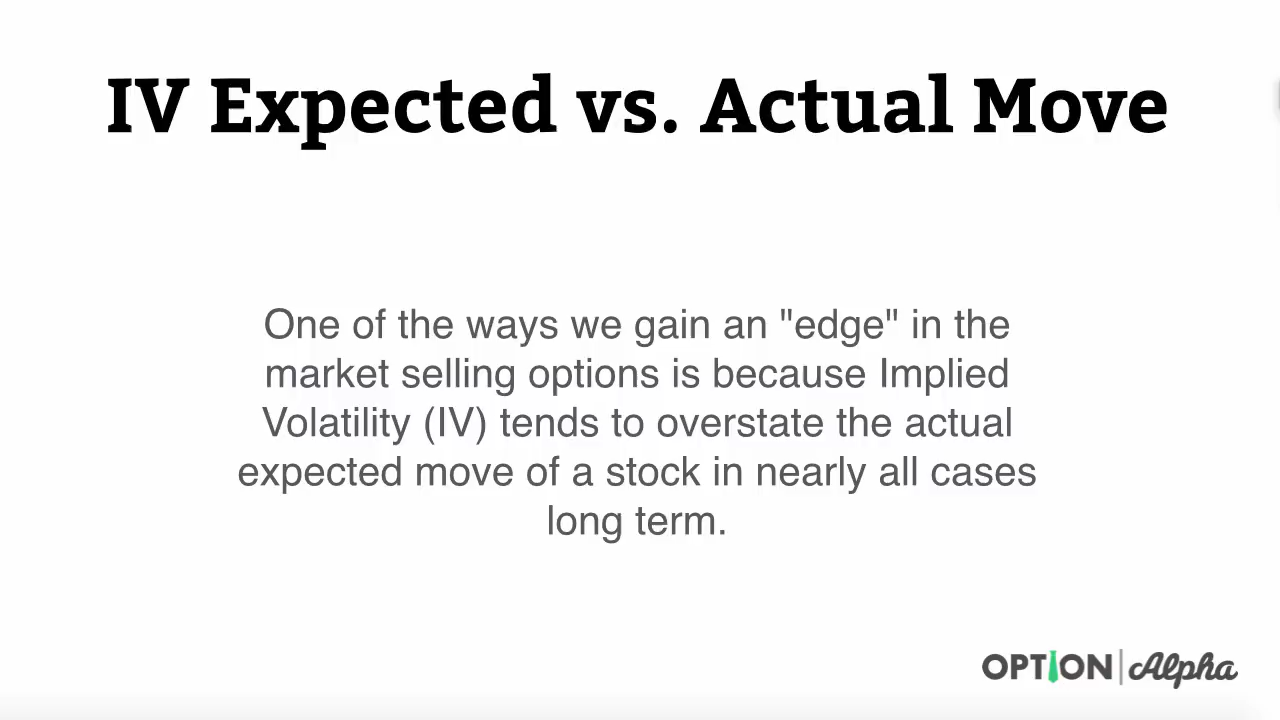 IV Expected vs. Actual Move
One of the ways we gain an "edge" in the
market selling options is because Implied
Volatility (IV) tends to overstate the actual
expected move of a stock in nearly all cases
long term.
OPTION Alpha